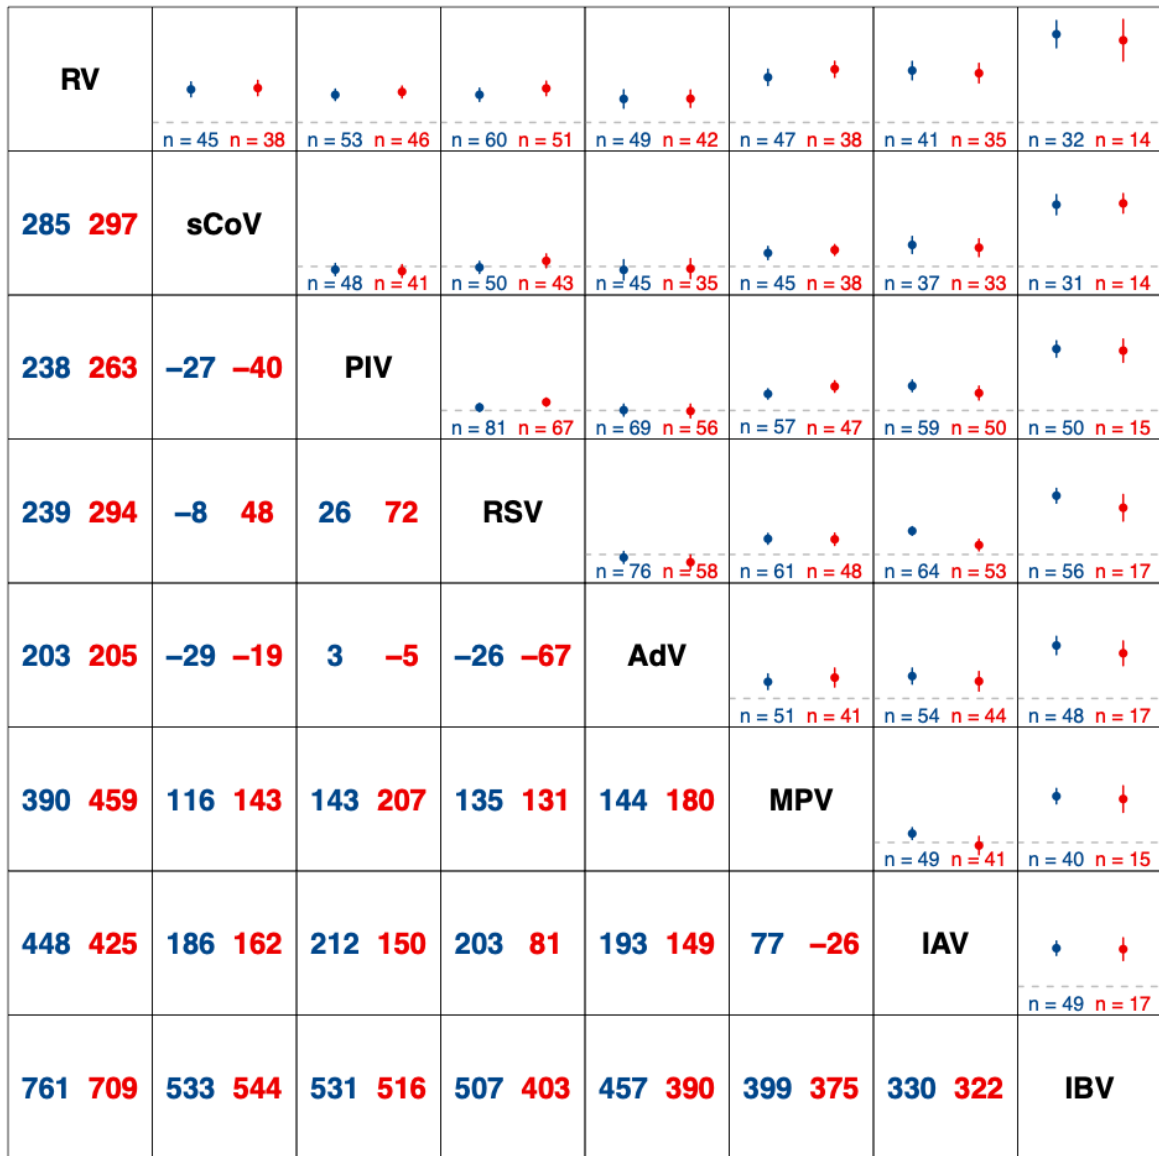 RV
n = 45 n = 38 n = 53 n = 46 n = 60 n = 51 n = 49 n = 42 n = 47 n = 38 n = 41 n = 35 n = 32 n = 14
285 297 sCoV
n = 48 n = 41 n = 50 n = 43 n = 45 n = 35 n = 45 n = 38 n = 37 n = 33 n = 31 n = 14
238 263 −27 −40 PIV
n = 81 n = 67 n = 69 n = 56 n = 57 n = 47 n = 59 n = 50 n = 50 n = 15
239 294 −8 48 26 72 RSV
n = 76 n = 58 n = 61 n = 48 n = 64 n = 53 n = 56 n = 17
203 205 −29 −19 3 −5 −26 −67 AdV
n = 51 n = 41 n = 54 n = 44 n = 48 n = 17
390 459 116 143 143 207 135 131 144 180 MPV
n = 49 n = 41 n = 40 n = 15
448 425 186 162 212 150 203 81 193 149 77 −26 IAV
n = 49 n = 17
761 709 533 544 531 516 507 403 457 390 399 375 330 322 IBV